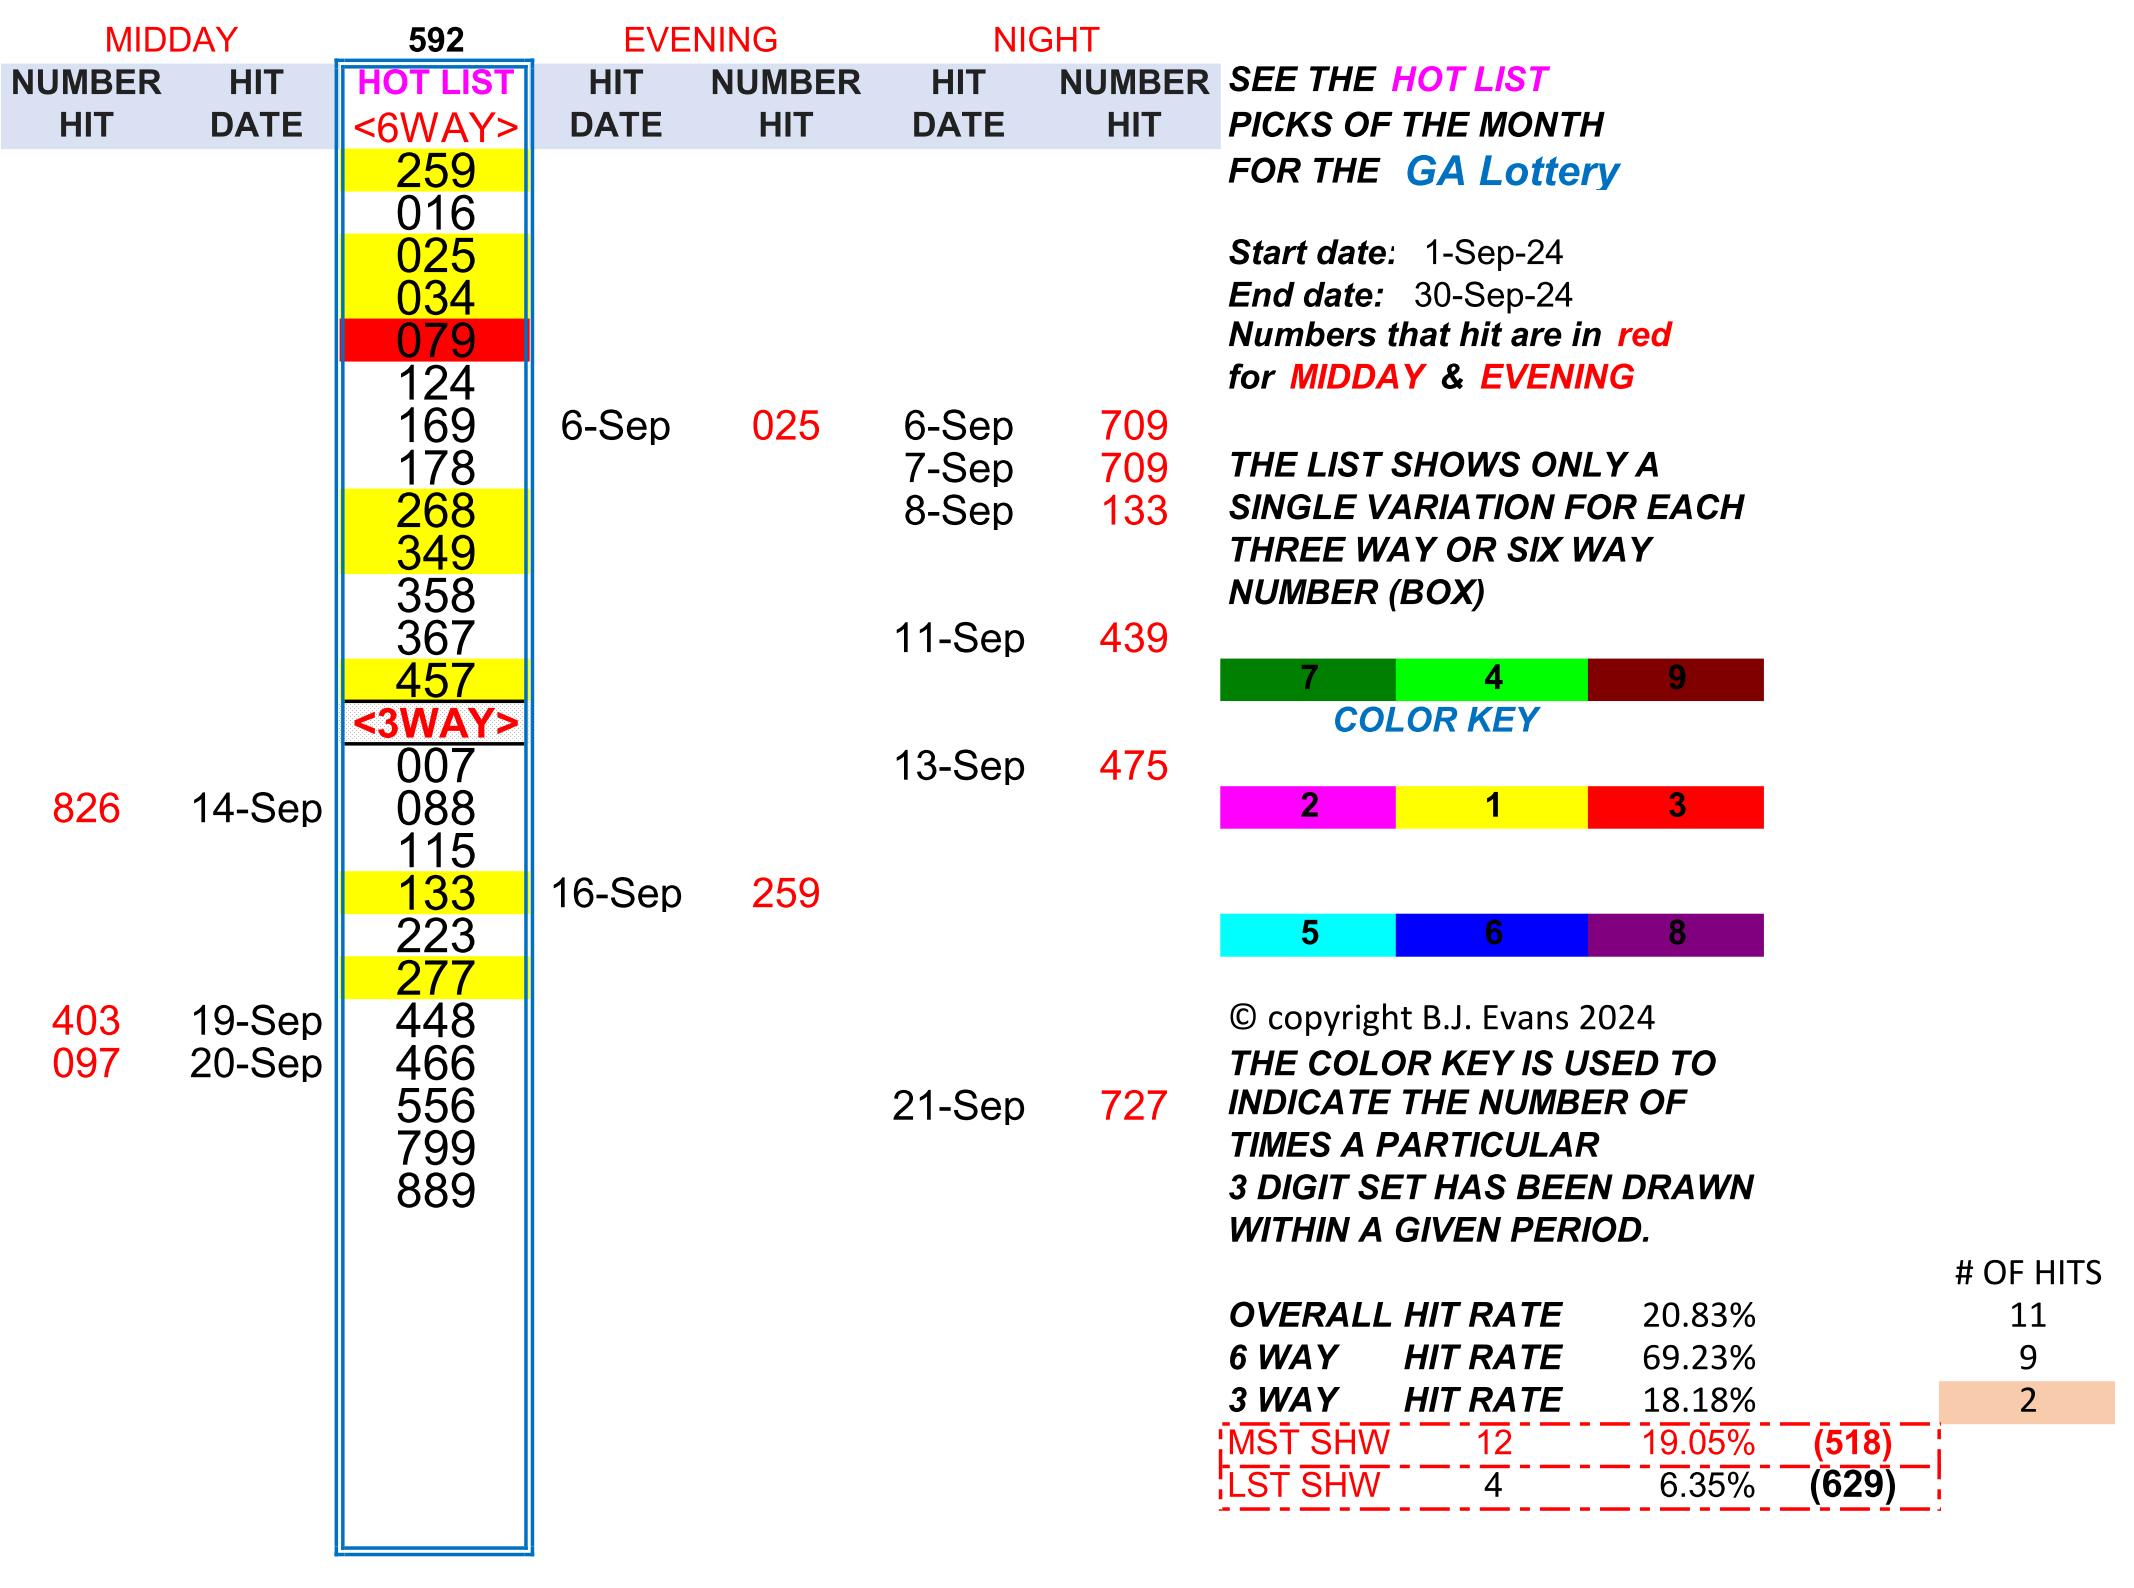 MIDDAY 592 EVENING NIGHT
NUMBER HIT HOT LIST HIT NUMBER HIT NUMBER SEE THE HOT LIST
HIT DATE <6WAY> DATE HIT DATE HIT PICKS OF THE MONTH
259 FOR THE GA Lottery
016
025 Start date: 1-Sep-24
034 End date: 30-Sep-24
079 Numbers that hit are in red
124 for MIDDAY & EVENING
169 6-Sep 025 6-Sep 709
178 7-Sep 709 THE LIST SHOWS ONLY A
268 8-Sep 133 SINGLE VARIATION FOR EACH
349 THREE WAY OR SIX WAY
358 NUMBER (BOX)
367 11-Sep 439
457 7 4 9
<3WAY> COLOR KEY
007 13-Sep 475
826 14-Sep 088 2 1 3
115
133 16-Sep 259
223 5 6 8
277
403 19-Sep 448 © copyright B.J. Evans 2024
097 20-Sep 466 THE COLOR KEY IS USED TO
556 21-Sep 727 INDICATE THE NUMBER OF
799 TIMES A PARTICULAR
889 3 DIGIT SET HAS BEEN DRAWN
WITHIN A GIVEN PERIOD.
# OF HITS
OVERALL HIT RATE 20.83% 11
6 WAY HIT RATE 69.23% 9
3 WAY HIT RATE 18.18% 2
MST SHW 12 19.05% (518)
LST SHW 4 6.35% (629)